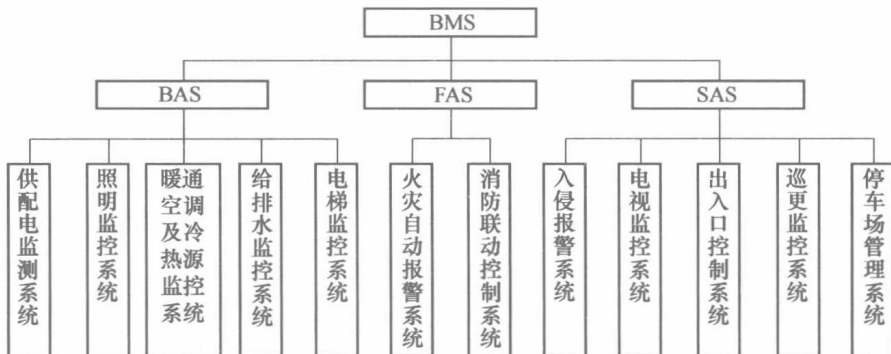 BMS
BAS
FAS
SAS
供配电监测系统
照明监控系统
暖通空调及冷热源监控系统
给排水监控系统
电梯监控系统
火灾自动报警系统
消防联动控制系统
入侵报警系统
电视监控系统
出入口控制系统
巡更监控系统
停车场管理系统